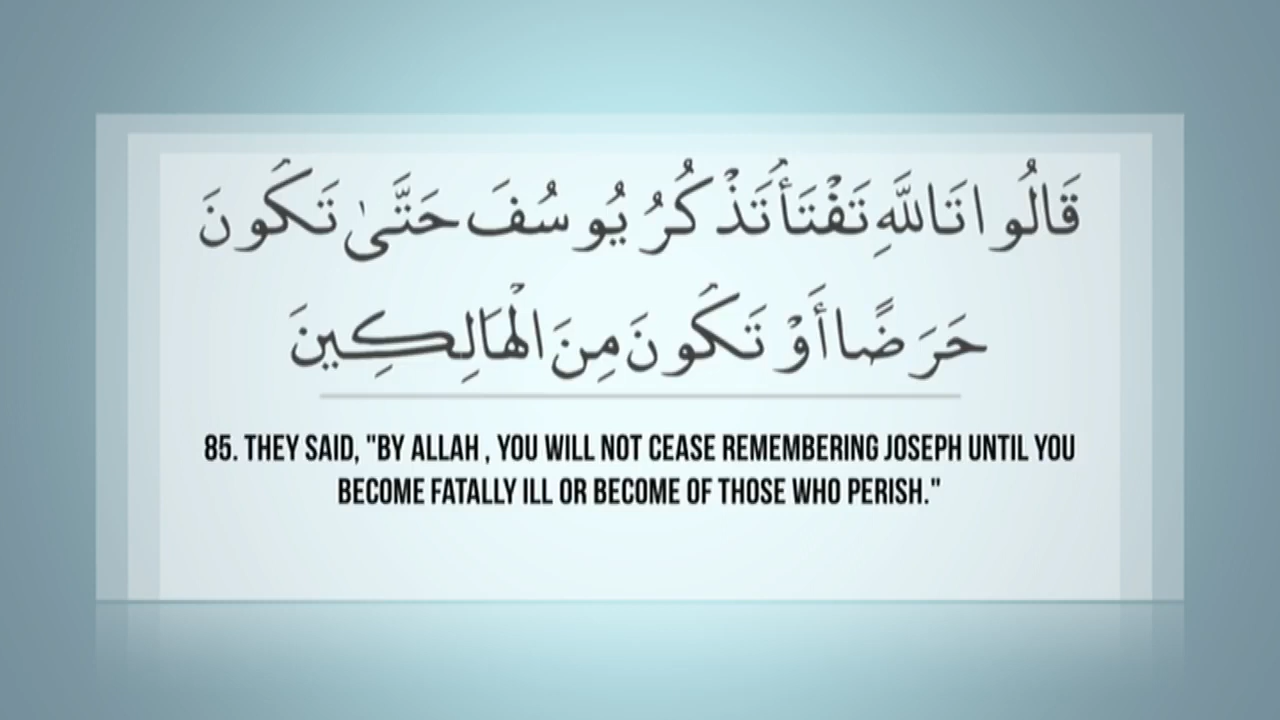 قَالُوا تَاللَّهِ تَفْتَأُ تَذْكُرُ يُوسُفَ حَتَّىٰ تَكُونَ
حَرَضًا أَوْ تَكُونَ مِنَ الْهَالِكِينَ
85. THEY SAID, "BY ALLAH , YOU WILL NOT CEASE REMEMBERING JOSEPH UNTIL YOU
BECOME FATALLY ILL OR BECOME OF THOSE WHO PERISH."